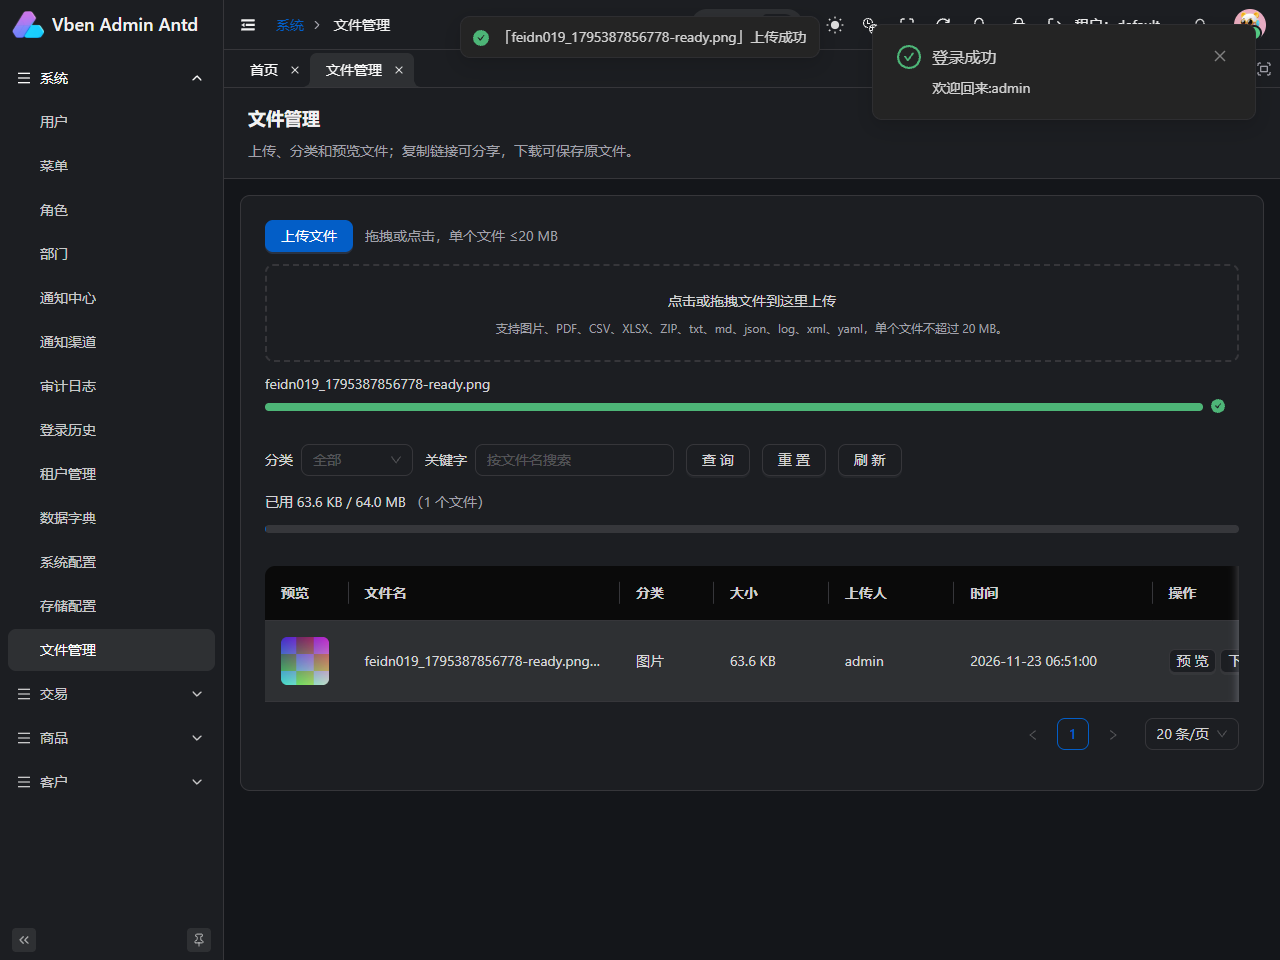 Vben Admin Antd
系统
用户
菜单
角色
部门
通知中心
通知渠道
审计日志
登录历史
租户管理
数据字典
系统配置
存储配置
文件管理
交易
商品
客户
系统 > 文件管理
「feidn019_1795387856778-ready.png」上传成功
登录成功
欢迎回来:admin
首页
文件管理
文件管理
上传、分类和预览文件；复制链接可分享，下载可保存原文件。
上传文件 拖拽或点击，单个文件 ≤20 MB
点击或拖拽文件到这里上传
支持图片、PDF、CSV、XLSX、ZIP、txt、md、json、log、xml、yaml，单个文件不超过 20 MB。
feidn019_1795387856778-ready.png
分类 全部 关键字 按文件名搜索 查 询 重 置 刷 新
已用 63.6 KB / 64.0 MB （1 个文件）
预览 文件名 分类 大小 上传人 时间 操作
feidn019_1795387856778-ready.png... 图片 63.6 KB admin 2026-11-23 06:51:00 预 览
1 20 条/页